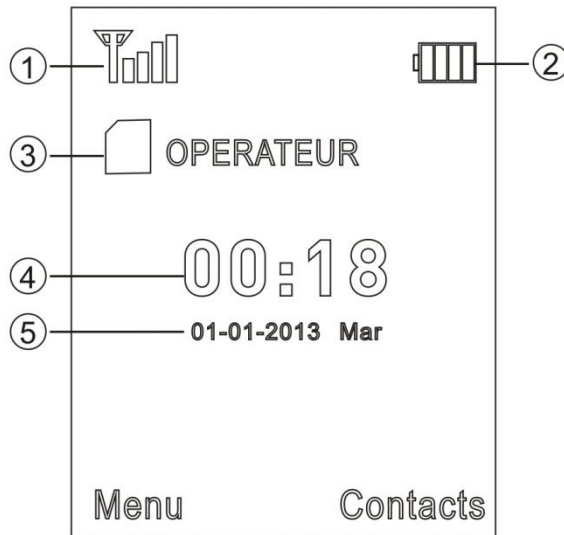 ① ②
③ OPERATEUR
④ 00:18
⑤ 01-01-2013 Mar
Menu Contacts